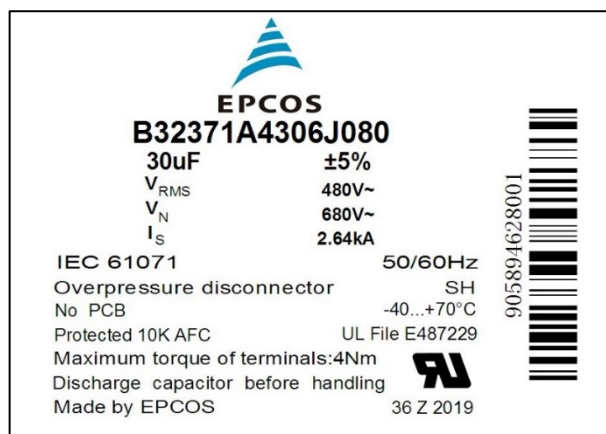 EPCOS
B32371A4306J080
30uF ±5%
VRMS 480V~
VN 680V~
IS 2.64kA
IEC 61071 50/60Hz
Overpressure disconnector SH
No PCB -40...+70°C
Protected 10K AFC UL File E487229
Maximum torque of terminals:4Nm
Discharge capacitor before handling
Made by EPCOS 36 Z 2019
905894628001